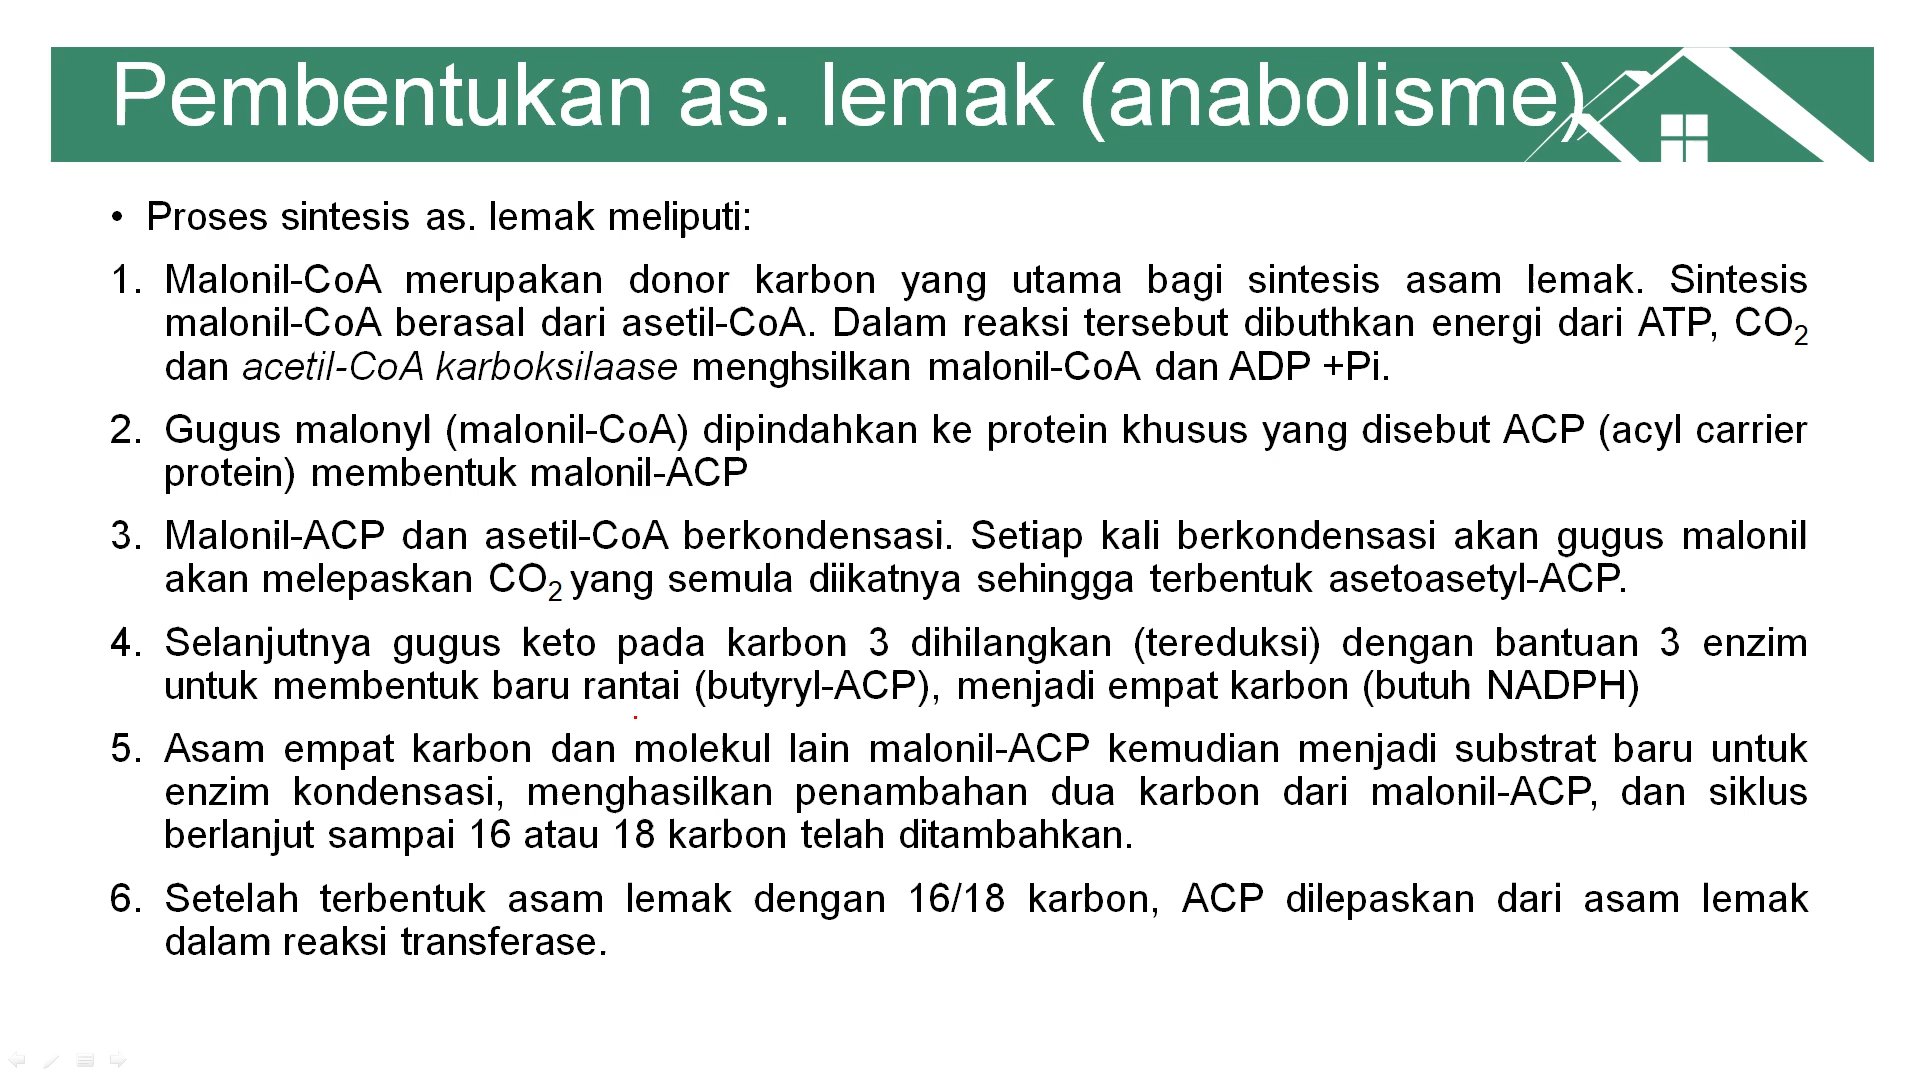 Pembentukan as. lemak (anabolisme)
• Proses sintesis as. lemak meliputi:
1. Malonil-CoA merupakan donor karbon yang utama bagi sintesis asam lemak. Sintesis
malonil-CoA berasal dari asetil-CoA. Dalam reaksi tersebut dibuthkan energi dari ATP, CO₂
dan acetil-CoA karboksilaase menghsilkan malonil-CoA dan ADP +Pi.
2. Gugus malonyl (malonil-CoA) dipindahkan ke protein khusus yang disebut ACP (acyl carrier
protein) membentuk malonil-ACP
3. Malonil-ACP dan asetil-CoA berkondensasi. Setiap kali berkondensasi akan gugus malonil
akan melepaskan CO₂ yang semula diikatnya sehingga terbentuk asetoasetyl-ACP.
4. Selanjutnya gugus keto pada karbon 3 dihilangkan (tereduksi) dengan bantuan 3 enzim
untuk membentuk baru rantai (butyryl-ACP), menjadi empat karbon (butuh NADPH)
5. Asam empat karbon dan molekul lain malonil-ACP kemudian menjadi substrat baru untuk
enzim kondensasi, menghasilkan penambahan dua karbon dari malonil-ACP, dan siklus
berlanjut sampai 16 atau 18 karbon telah ditambahkan.
6. Setelah terbentuk asam lemak dengan 16/18 karbon, ACP dilepaskan dari asam lemak
dalam reaksi transferase.